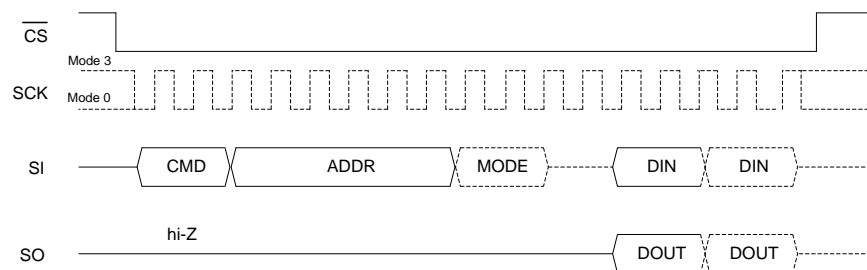 CS
Mode 3
SCK
Mode 0
SI
CMD
ADDR
MODE
DIN
DIN
hi-Z
SO
DOUT
DOUT